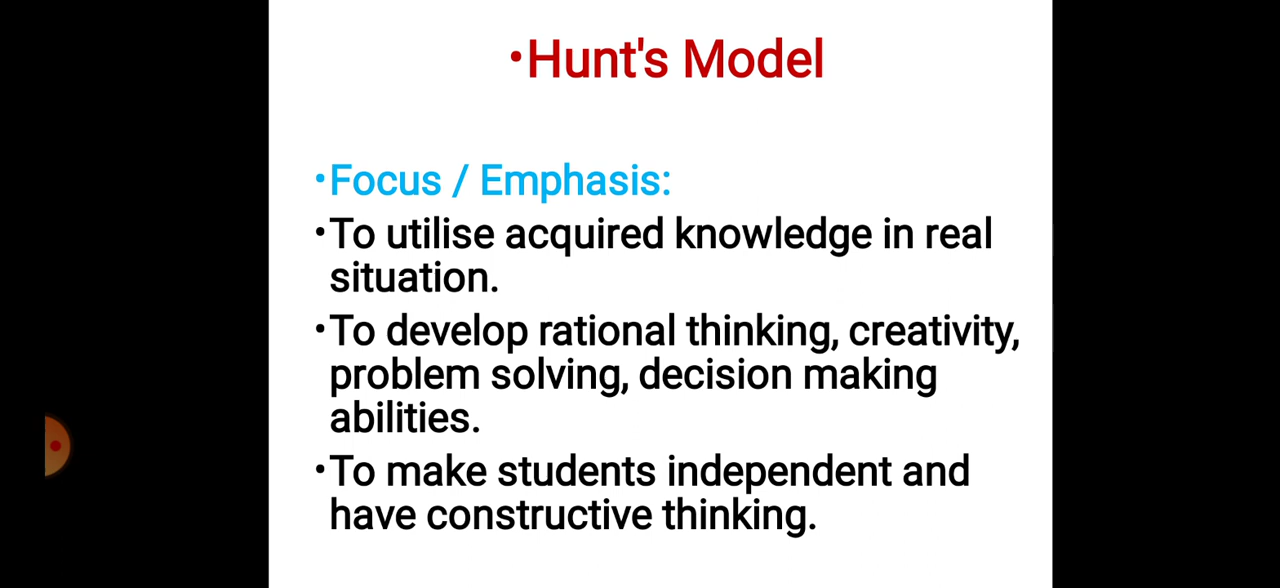 •Hunt's Model
•Focus / Emphasis:
•To utilise acquired knowledge in real
situation.
•To develop rational thinking, creativity,
problem solving, decision making
abilities.
•To make students independent and
have constructive thinking.